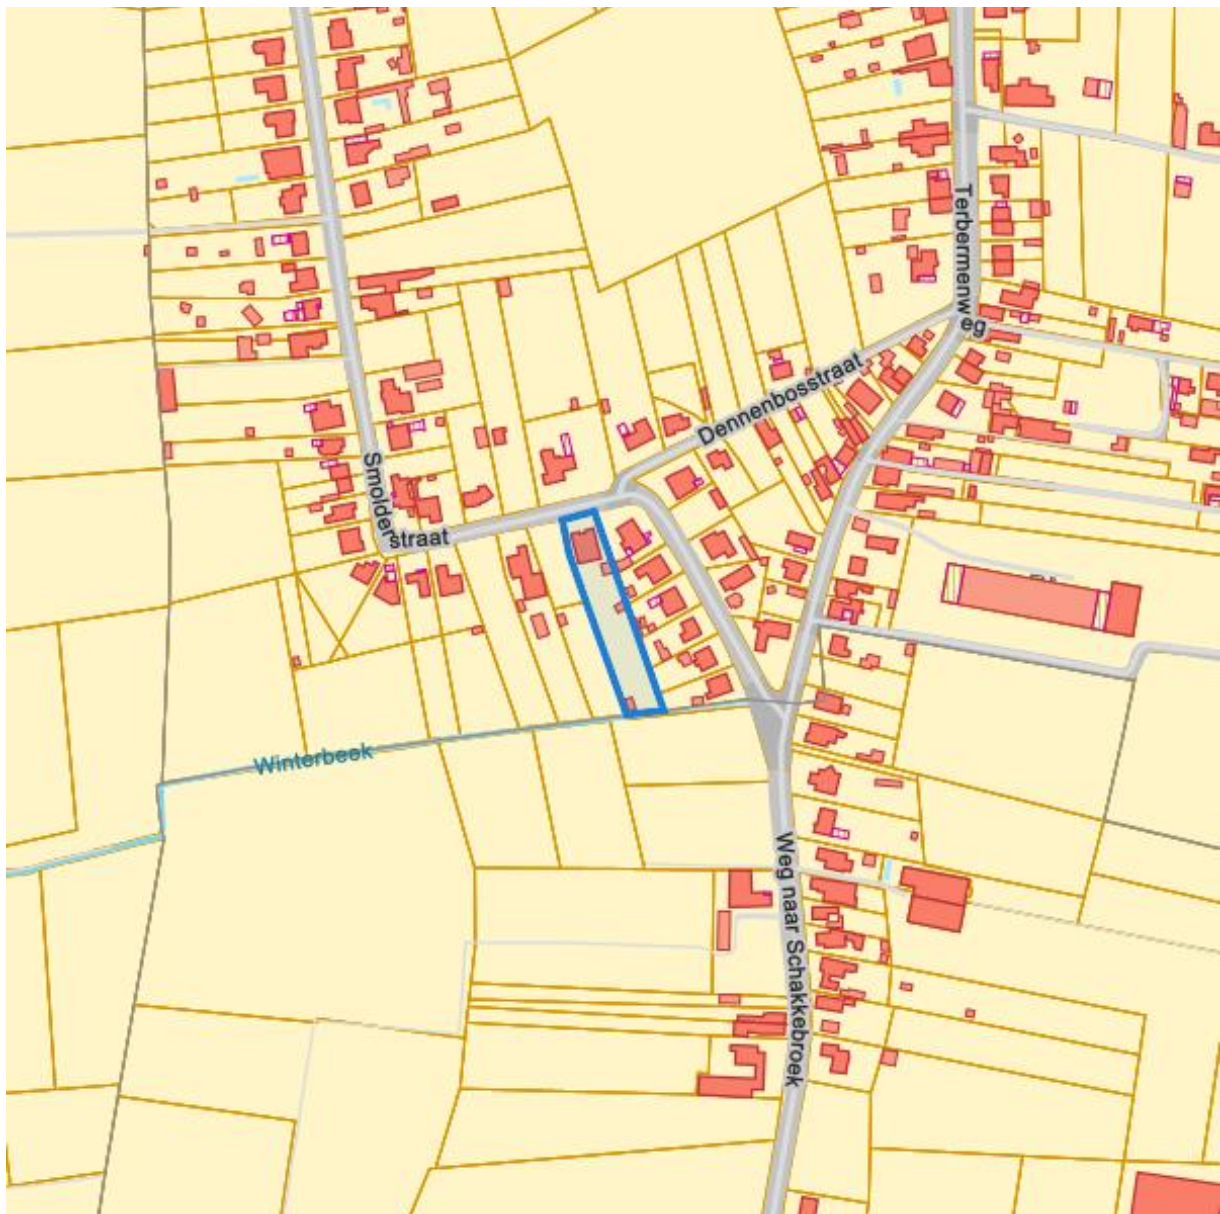 Terbermenweg
Dennenbosstraat
Smolderstraat
Winterbeek
Weg naar Schakkebroek